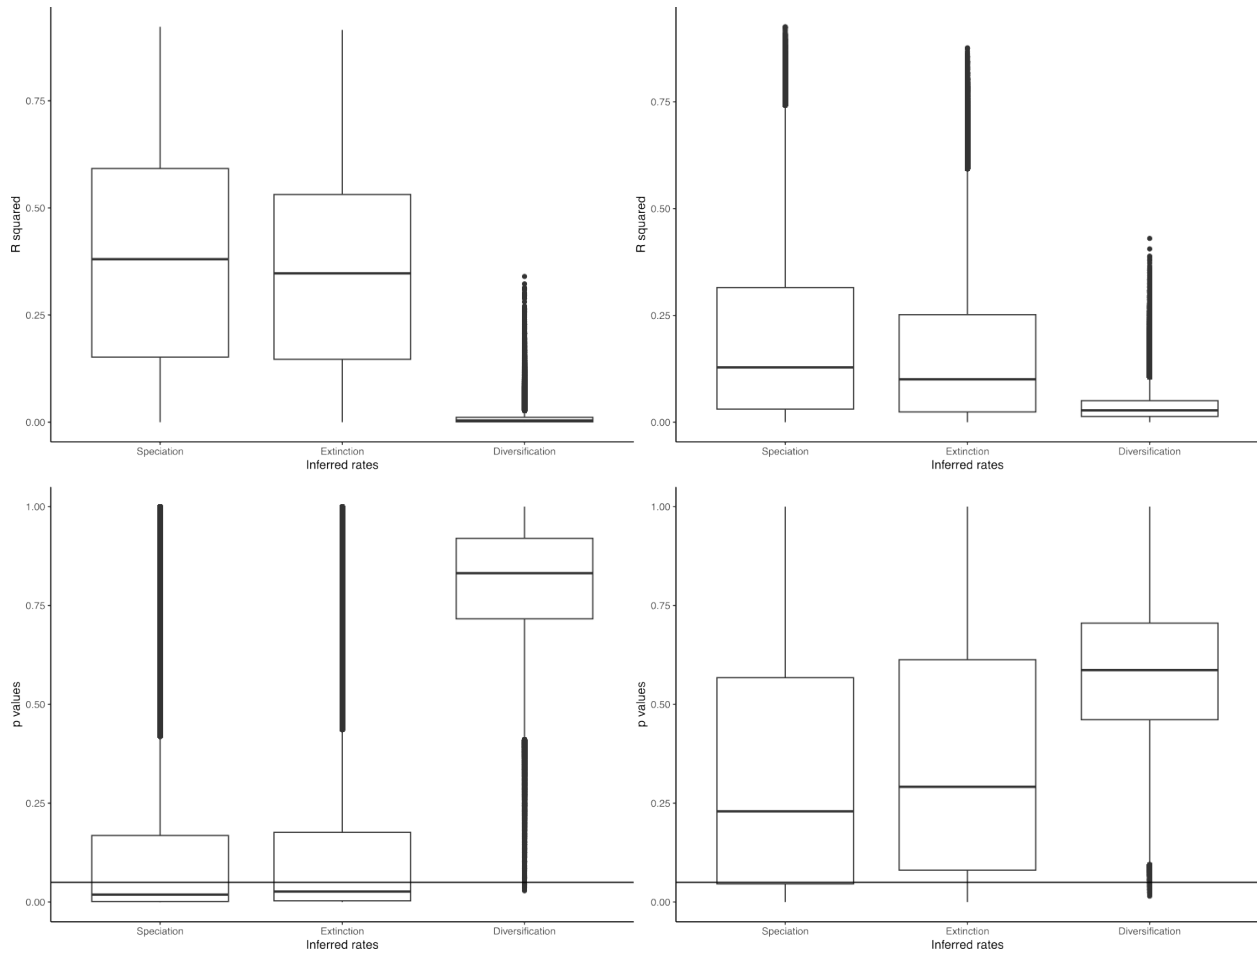 R squared
0.75
0.50
0.25
0.00
Speciation
Extinction
Diversification
Inferred rates
R squared
0.75
0.50
0.25
0.00
Speciation
Extinction
Diversification
Inferred rates
p values
1.00
0.75
0.50
0.25
0.00
Speciation
Extinction
Diversification
Inferred rates
p values
1.00
0.75
0.50
0.25
0.00
Speciation
Extinction
Diversification
Inferred rates